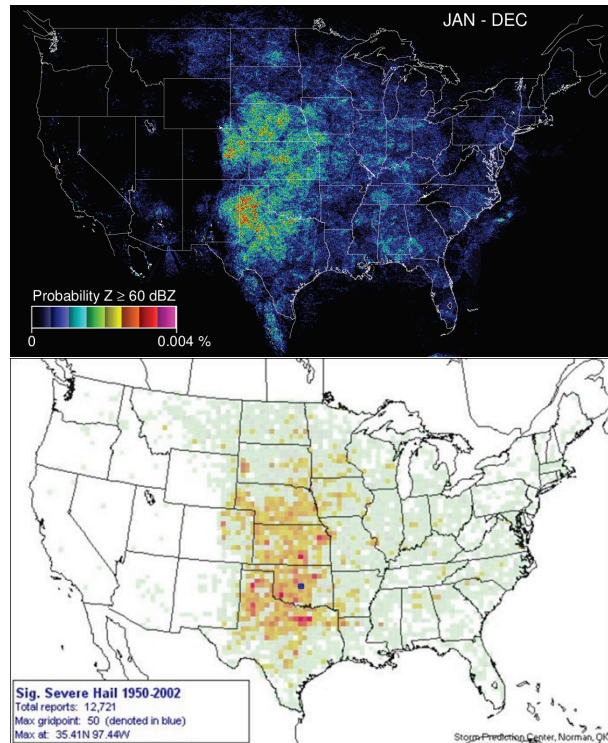 JAN - DEC
Probability Z ≥ 60 dBZ
0 0.004 %
Sig. Severe Hail 1950-2002
Total reports: 12,721
Max gridpoint: 50 (denoted in blue)
Max at: 35.41N 97.44W
Storm Prediction Center, Norman, OK